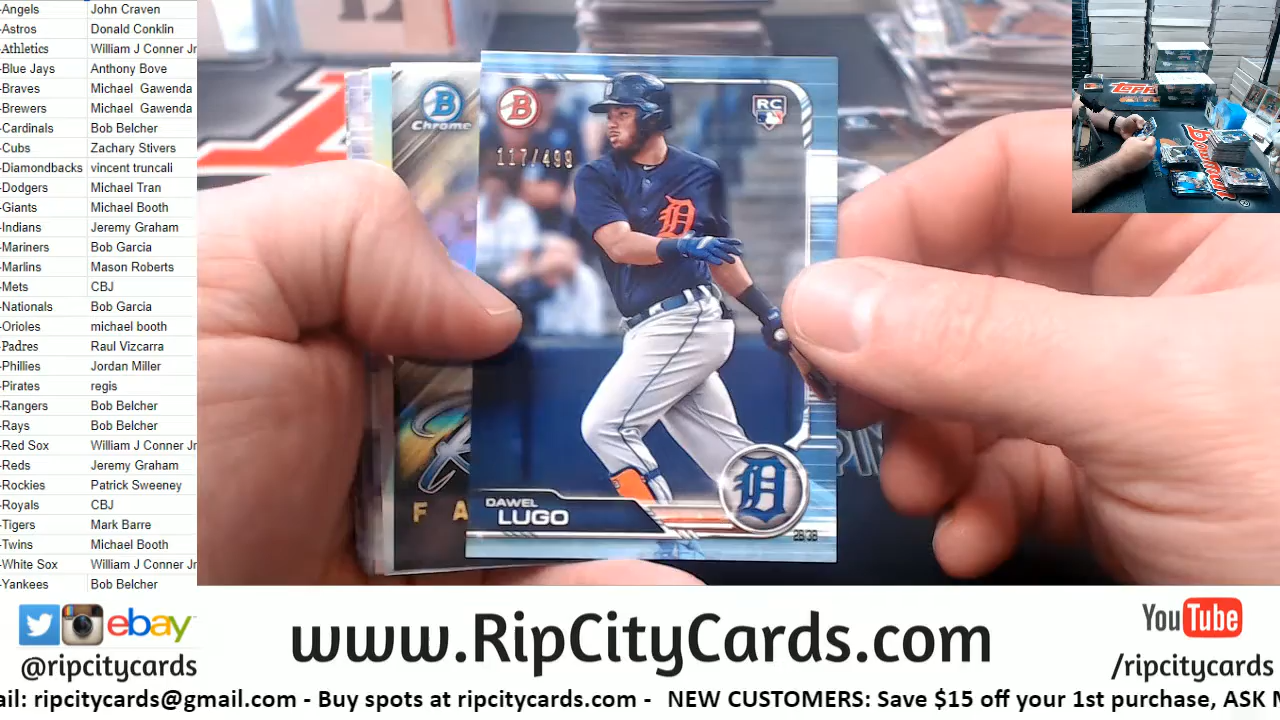 -Angels John Craven
-Astros Donald Conklin
-Athletics William J Conner Jr
-Blue Jays Anthony Bove
-Braves Michael Gawenda
-Brewers Michael Gawenda
-Cardinals Bob Belcher
-Cubs Zachary Stivers
-Diamondbacks vincent truncali
-Dodgers Michael Tran
-Giants Michael Booth
-Indians Jeremy Graham
-Mariners Bob Garcia
-Marlins Mason Roberts
-Mets CBJ
-Nationals Bob Garcia
-Orioles michael booth
-Padres Raul Vizcarra
-Phillies Jordan Miller
-Pirates regis
-Rangers Bob Belcher
-Rays Bob Belcher
-Red Sox William J Conner Jr
-Reds Jeremy Graham
-Rockies Patrick Sweeney
-Royals CBJ
-Tigers Mark Barre
-Twins Michael Booth
-White Sox William J Conner Jr
-Yankees Bob Belcher
B
Chrome
B
RC
117/499
D
F A
DAWEL
LUGO
D
TOPPS
BOWMAN
ebay
@ripcitycards
www.RipCityCards.com
YouTube
/ripcitycards
ail: ripcitycards@gmail.com - Buy spots at ripcitycards.com - NEW CUSTOMERS: Save $15 off your 1st purchase, ASK